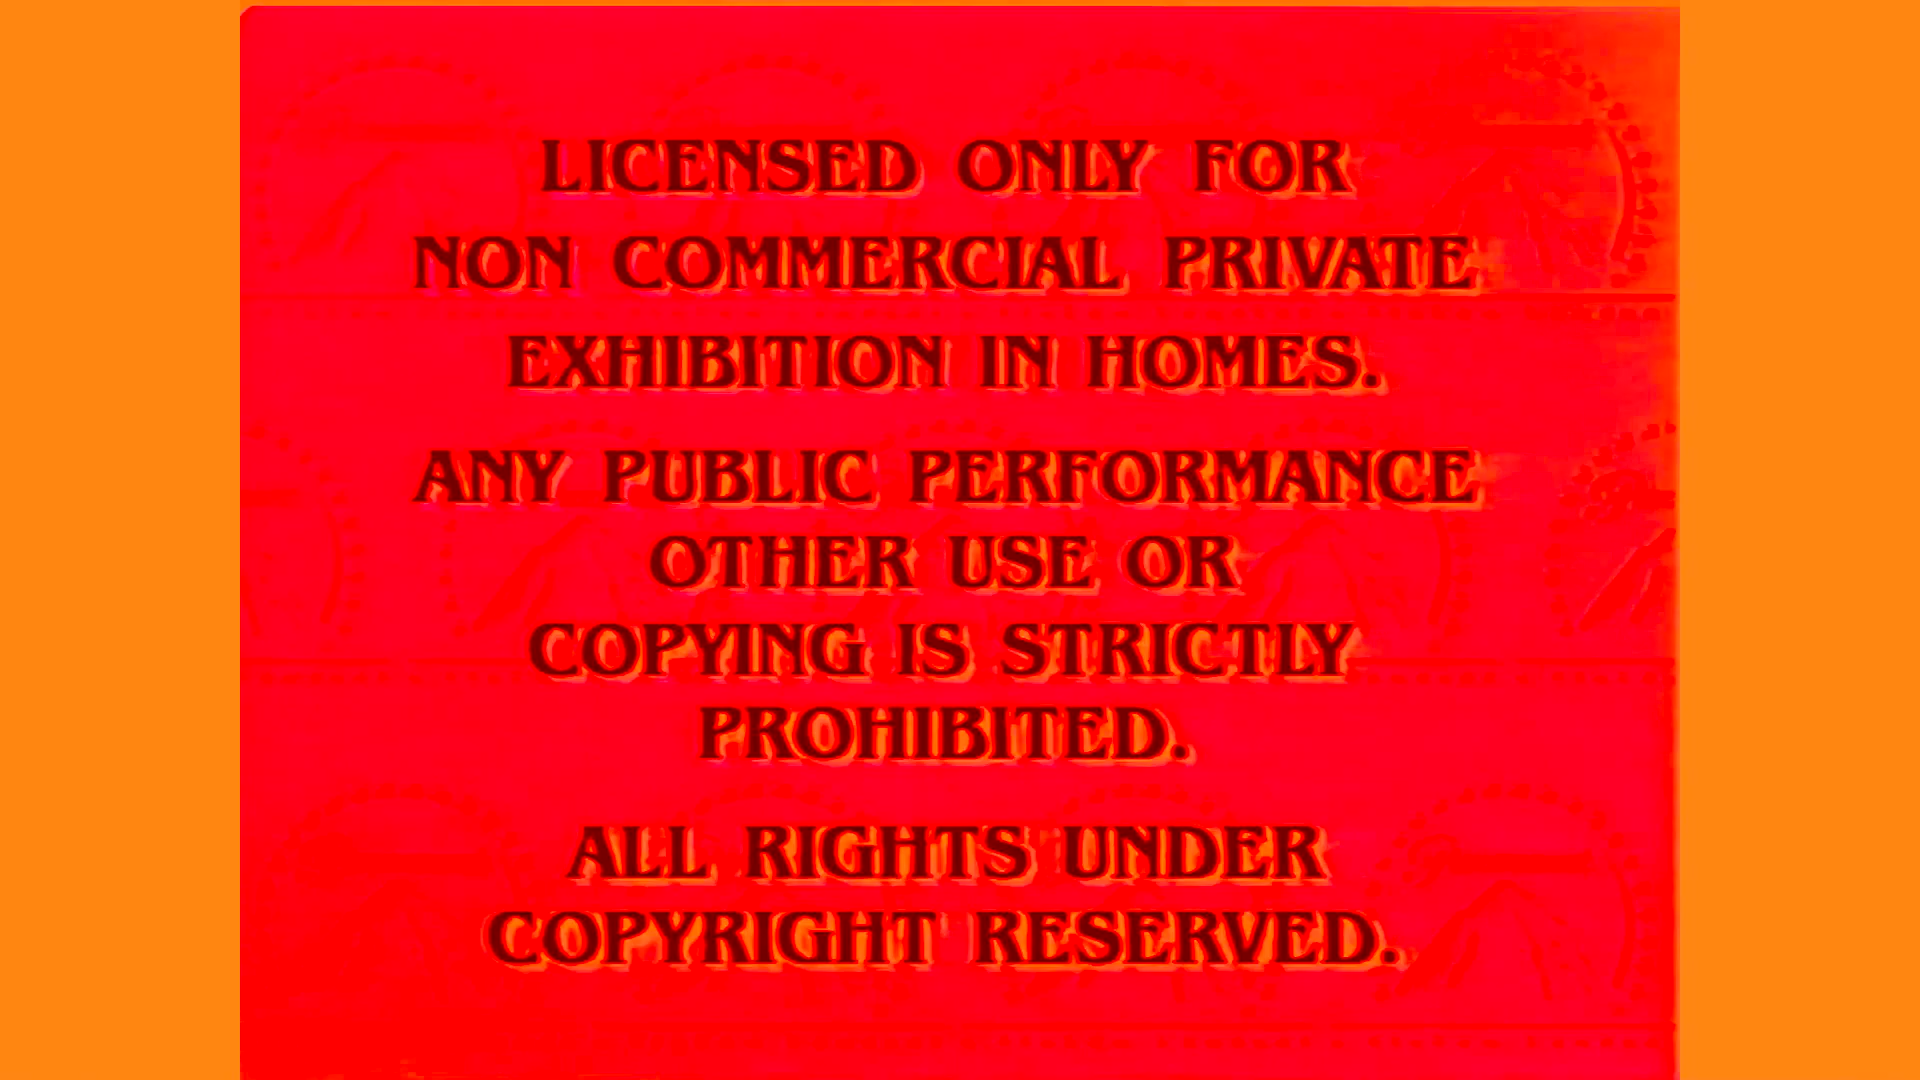 LICENSED ONLY FOR
NON COMMERCIAL PRIVATE
EXHIBITION IN HOMES.
ANY PUBLIC PERFORMANCE
OTHER USE OR
COPYING IS STRICTLY
PROHIBITED.
ALL RIGHTS UNDER
COPYRIGHT RESERVED.